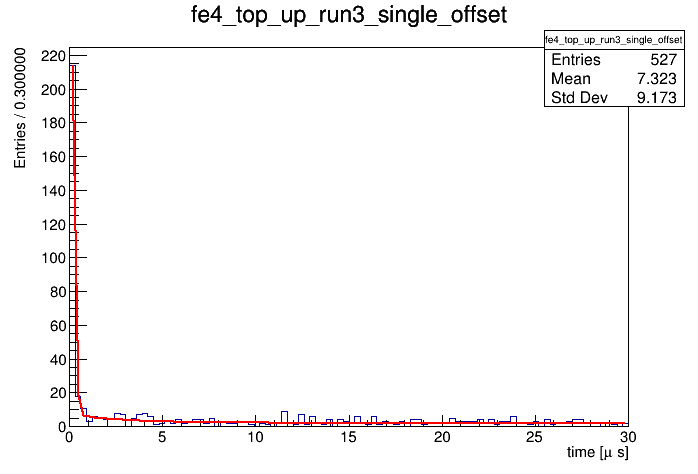 fe4_top_up_run3_single_offset
fe4_top_up_run3_single_offset
Entries 527
Mean 7.323
Std Dev 9.173
Entries / 0.300000
220
200
180
160
140
120
100
80
60
40
20
0
0 5 10 15 20 25 30
time [μ s]